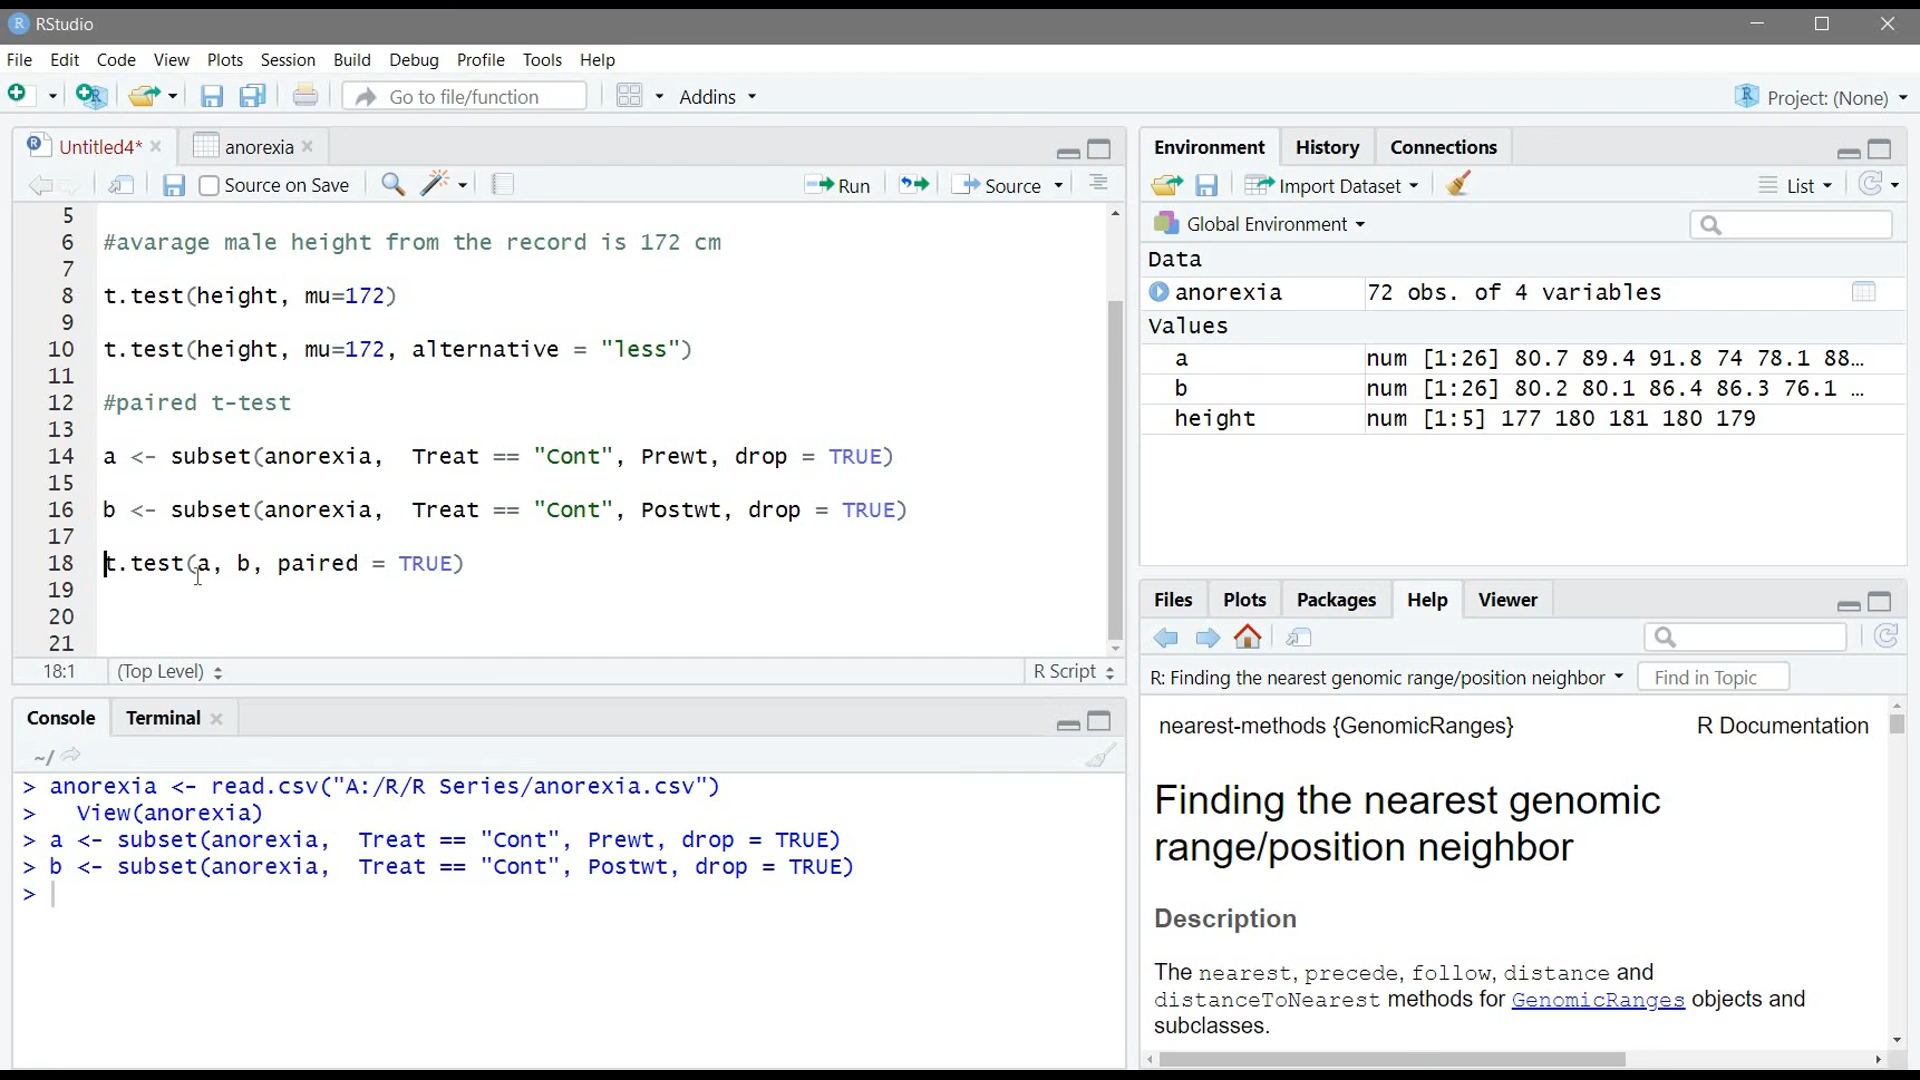 RStudio
File Edit Code View Plots Session Build Debug Profile Tools Help
Go to file/function Addins Project: (None)
Untitled4* anorexia
Source on Save Run Source
5
6 #avarage male height from the record is 172 cm
7
8 t.test(height, mu=172)
9
10 t.test(height, mu=172, alternative = "less")
11
12 #paired t-test
13
14 a <- subset(anorexia,  Treat == "Cont", Prewt, drop = TRUE)
15
16 b <- subset(anorexia,  Treat == "Cont", Postwt, drop = TRUE)
17
18 t.test(a, b, paired = TRUE)
19
20
21
18:1 (Top Level) R Script
Console Terminal
~/
> anorexia <- read.csv("A:/R/R Series/anorexia.csv")
>   View(anorexia)
> a <- subset(anorexia,  Treat == "Cont", Prewt, drop = TRUE)
> b <- subset(anorexia,  Treat == "Cont", Postwt, drop = TRUE)
>
Environment History Connections
Import Dataset List
Global Environment
Data
anorexia 72 obs. of 4 variables
Values
a num [1:26] 80.7 89.4 91.8 74 78.1 88…
b num [1:26] 80.2 80.1 86.4 86.3 76.1 …
height num [1:5] 177 180 181 180 179
Files Plots Packages Help Viewer
R: Finding the nearest genomic range/position neighbor Find in Topic
nearest-methods {GenomicRanges} R Documentation
Finding the nearest genomic
range/position neighbor
Description
The nearest, precede, follow, distance and
distanceToNearest methods for GenomicRanges objects and
subclasses.